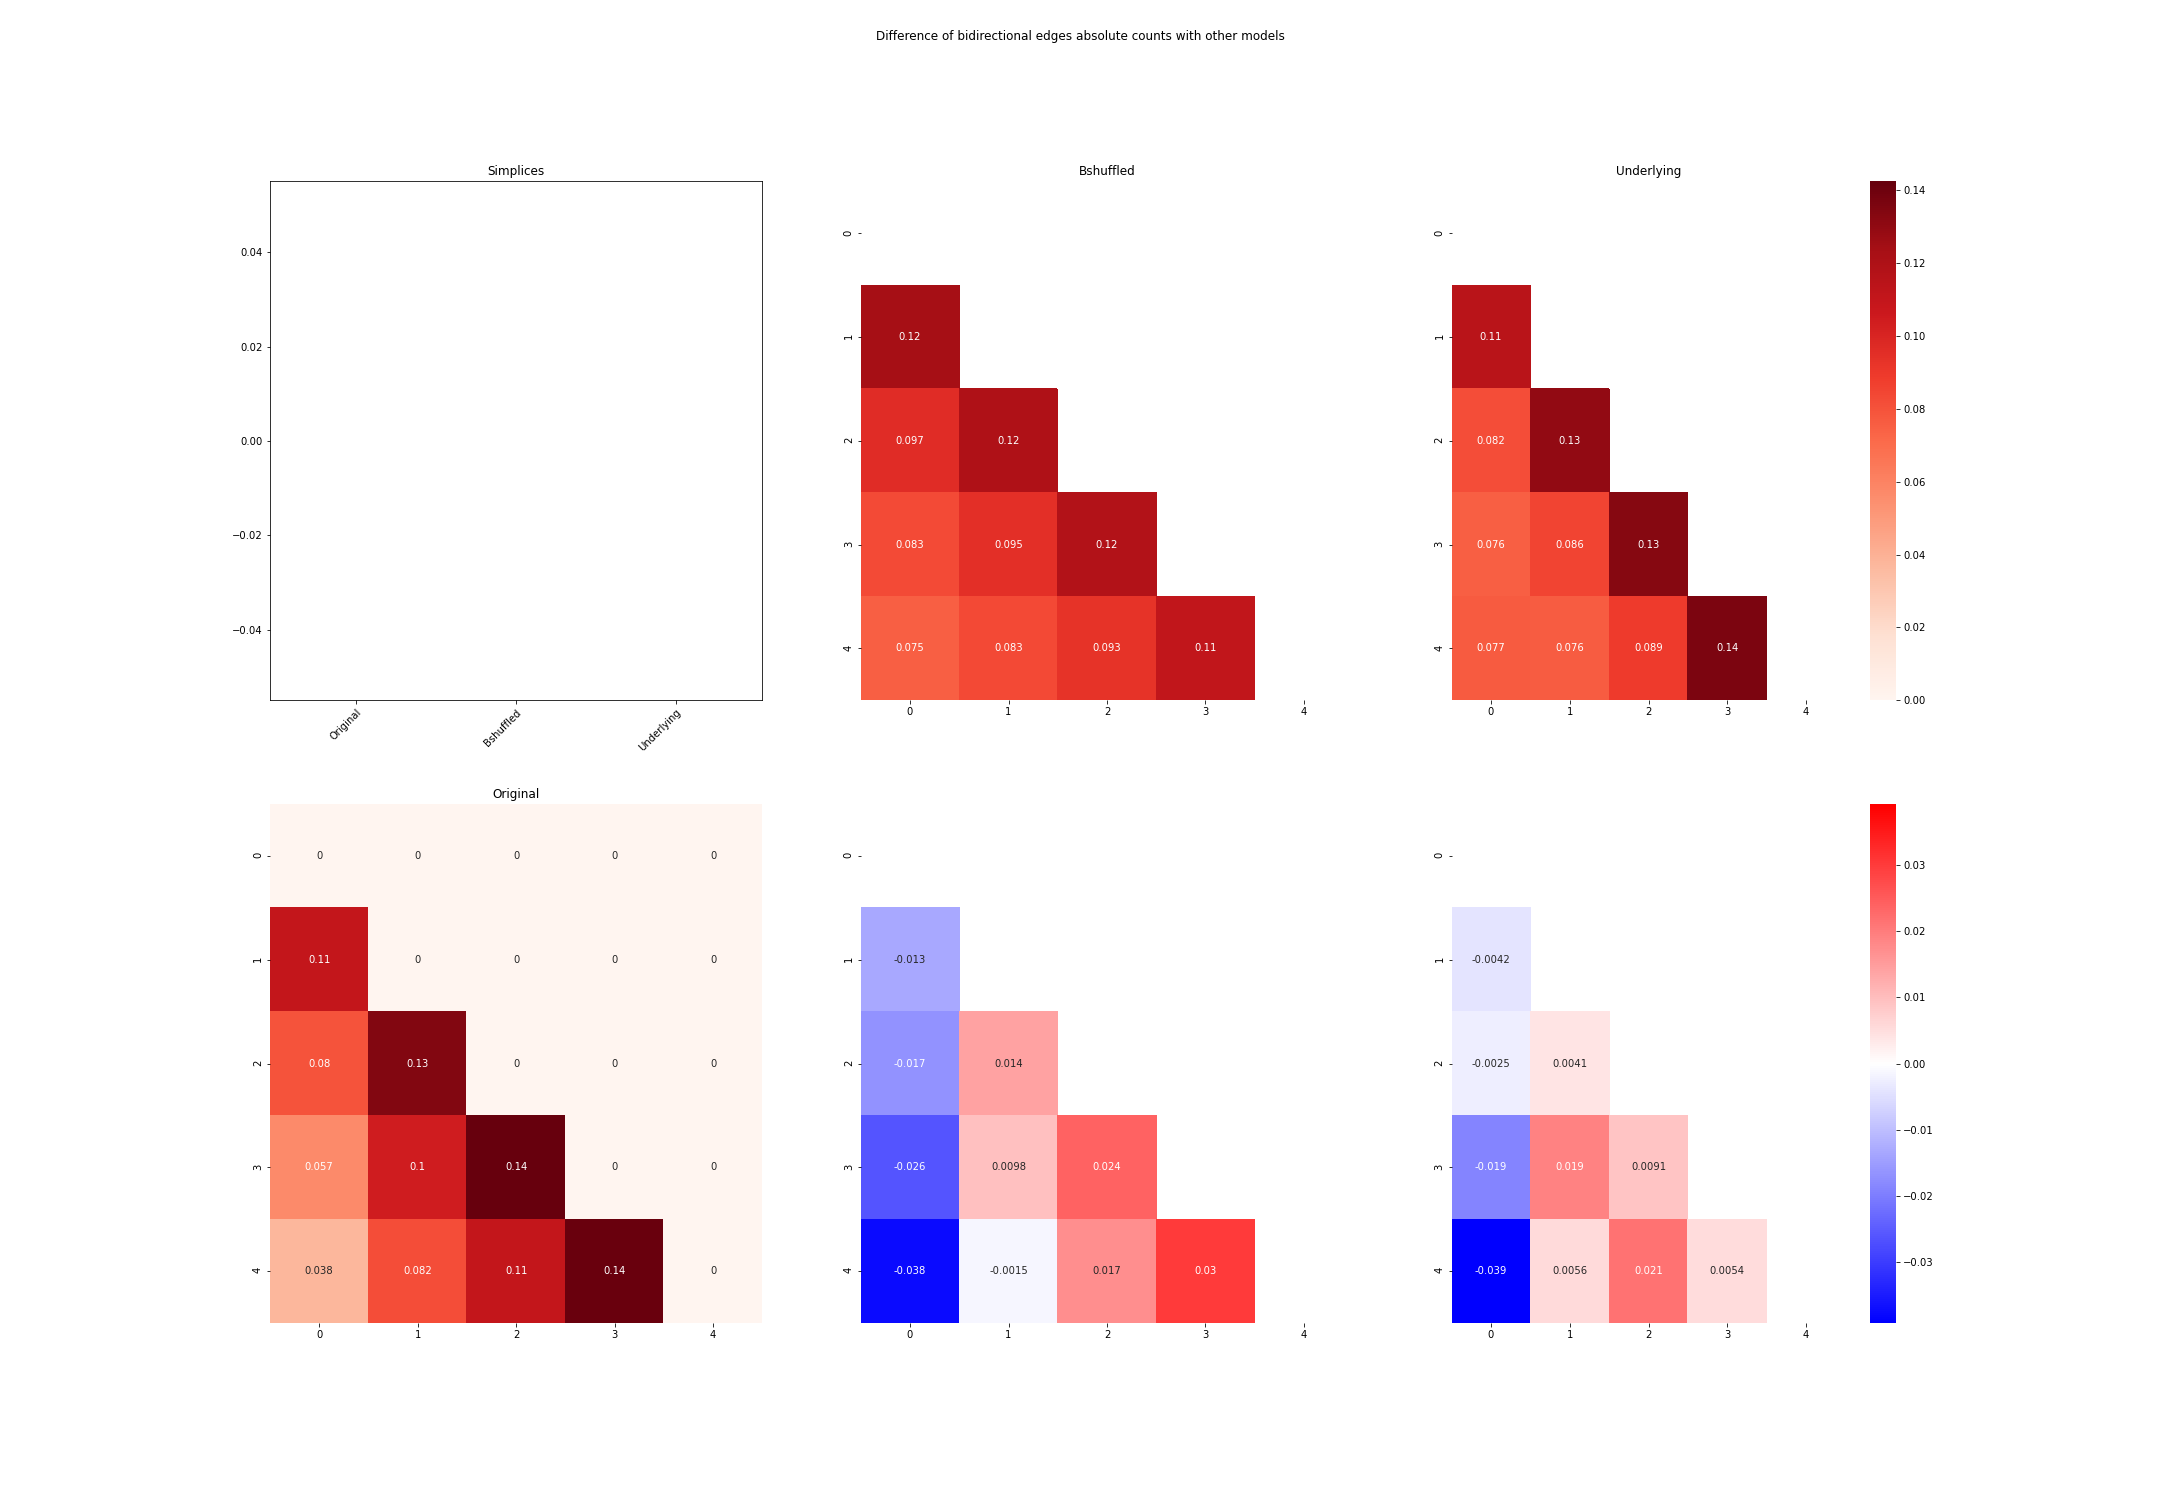 Difference of bidirectional edges absolute counts with other models
Simplices
0.04
0.02
0.00
−0.02
−0.04
Original
Bshuffled
Underlying
Bshuffled
0
1
2
3
4
0.12
0.097 0.12
0.083 0.095 0.12
0.075 0.083 0.093 0.11
0 1 2 3 4
Underlying
0
1
2
3
4
0.11
0.082 0.13
0.076 0.086 0.13
0.077 0.076 0.089 0.14
0 1 2 3 4
0.14
0.12
0.10
0.08
0.06
0.04
0.02
0.00
Original
0
1
2
3
4
0 0 0 0 0
0.11 0 0 0 0
0.08 0.13 0 0 0
0.057 0.1 0.14 0 0
0.038 0.082 0.11 0.14 0
0 1 2 3 4
0
1
2
3
4
-0.013
-0.017 0.014
-0.026 0.0098 0.024
-0.038 -0.0015 0.017 0.03
0 1 2 3 4
0
1
2
3
4
-0.0042
-0.0025 0.0041
-0.019 0.019 0.0091
-0.039 0.0056 0.021 0.0054
0 1 2 3 4
0.03
0.02
0.01
0.00
−0.01
−0.02
−0.03